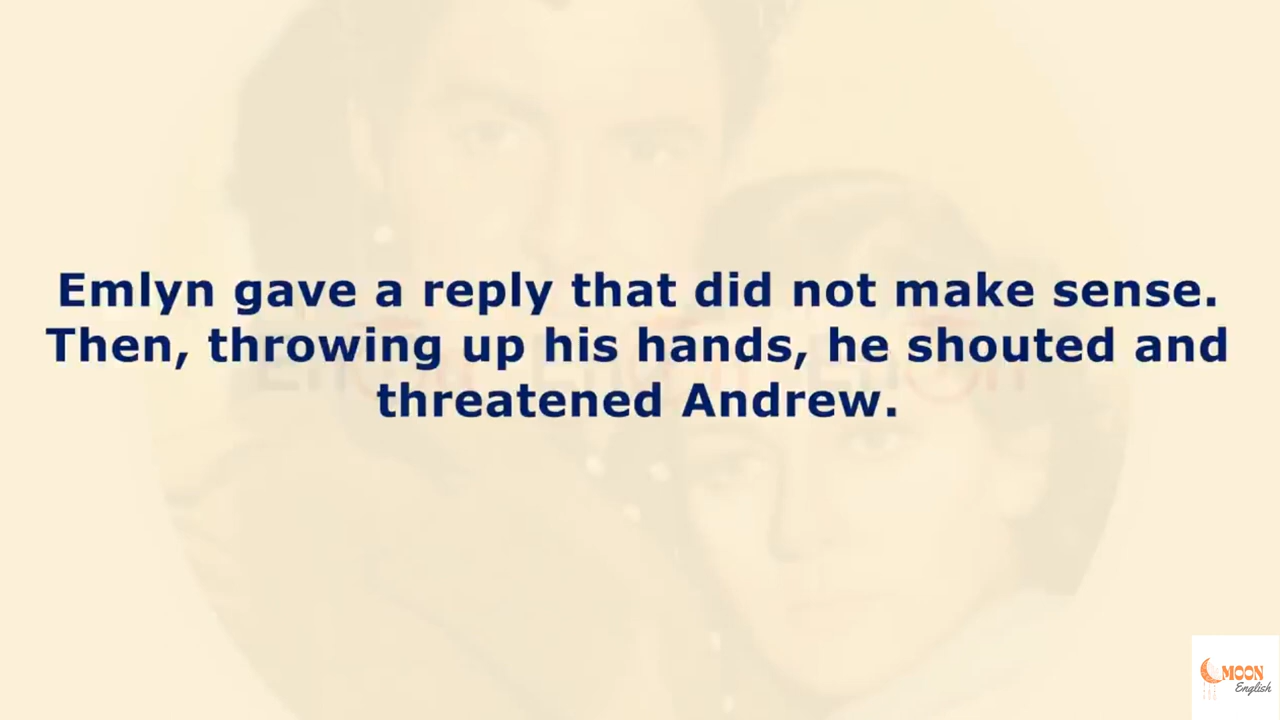 Emlyn gave a reply that did not make sense.
Then, throwing up his hands, he shouted and
threatened Andrew.
MOON
English